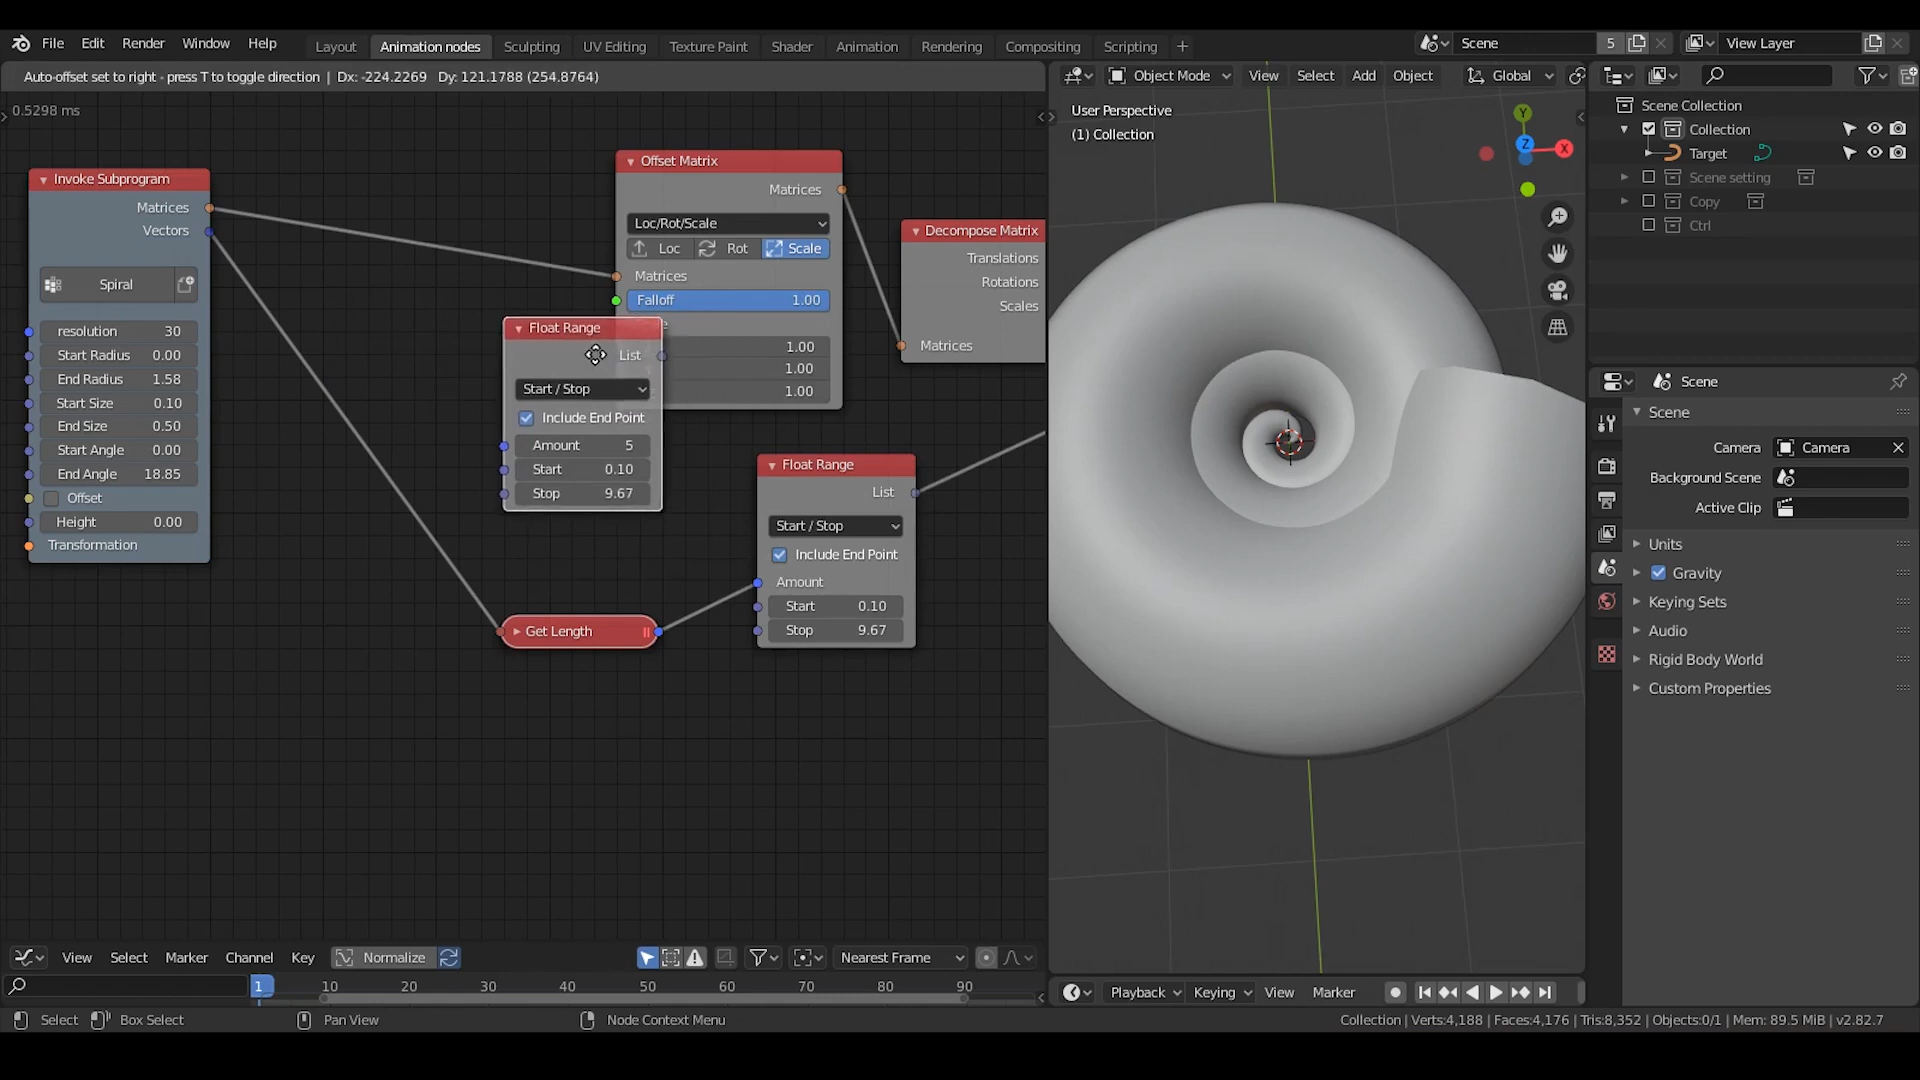 File Edit Render Window Help Layout Animation nodes Sculpting UV Editing Texture Paint Shader Animation Rendering Compositing Scripting + Scene 5 View Layer
Auto-offset set to right - press T to toggle direction | Dx: -224.2269 Dy: 121.1788 (254.8764)
Object Mode View Select Add Object Global
0.5298 ms
Invoke Subprogram
Matrices
Vectors
Spiral
resolution 30
Start Radius 0.00
End Radius 1.58
Start Size 0.10
End Size 0.50
Start Angle 0.00
End Angle 18.85
Offset
Height 0.00
Transformation
Offset Matrix
Matrices
Loc/Rot/Scale
Loc Rot Scale
Matrices
Falloff 1.00
1.00
1.00
1.00
Decompose Matrix
Translations
Rotations
Scales
Matrices
Float Range
List
Start / Stop
Include End Point
Amount 5
Start 0.10
Stop 9.67
Float Range
List
Start / Stop
Include End Point
Amount
Start 0.10
Stop 9.67
Get Length
User Perspective
(1) Collection
Y
Z
X
Scene Collection
Collection
Target
Scene setting
Copy
Ctrl
Scene
Scene
Camera Camera
Background Scene
Active Clip
Units
Gravity
Keying Sets
Audio
Rigid Body World
Custom Properties
View Select Marker Channel Key Normalize Nearest Frame
1 10 20 30 40 50 60 70 80 90
Playback Keying View Marker
Select Box Select Pan View Node Context Menu
Collection | Verts:4,188 | Faces:4,176 | Tris:8,352 | Objects:0/1 | Mem: 89.5 MiB | v2.82.7